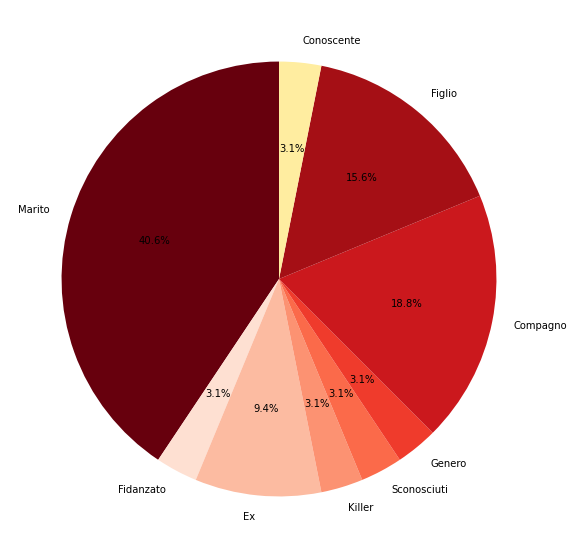 Conoscente
Figlio
3.1%
15.6%
Marito
40.6%
18.8%
Compagno
3.1%
3.1%
3.1%
3.1%
9.4%
Genero
Fidanzato
Sconosciuti
Killer
Ex